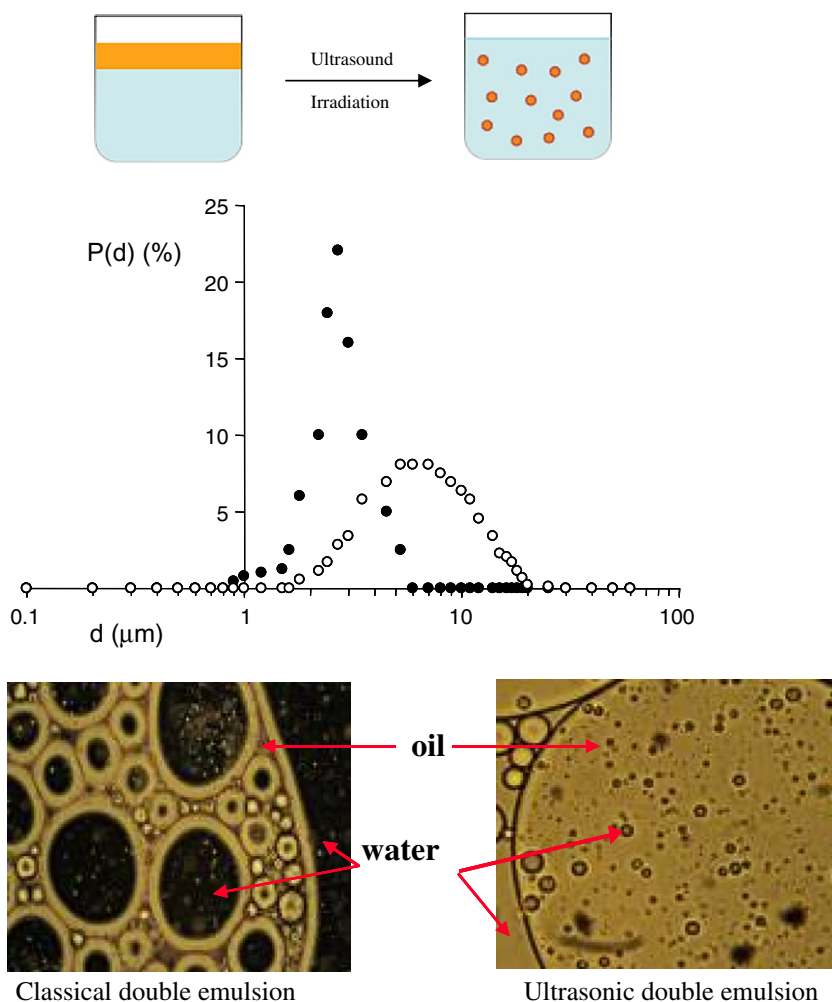 Ultrasound
Irradiation
25
P(d) (%)
20
15
10
5
0.1
1
10
100
d (μm)
oil
water
Classical double emulsion
Ultrasonic double emulsion